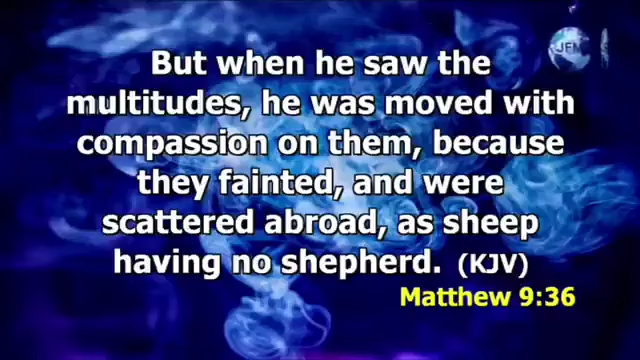 But when he saw the
multitudes, he was moved with
compassion on them, because
they fainted, and were
scattered abroad, as sheep
having no shepherd. (KJV)
Matthew 9:36